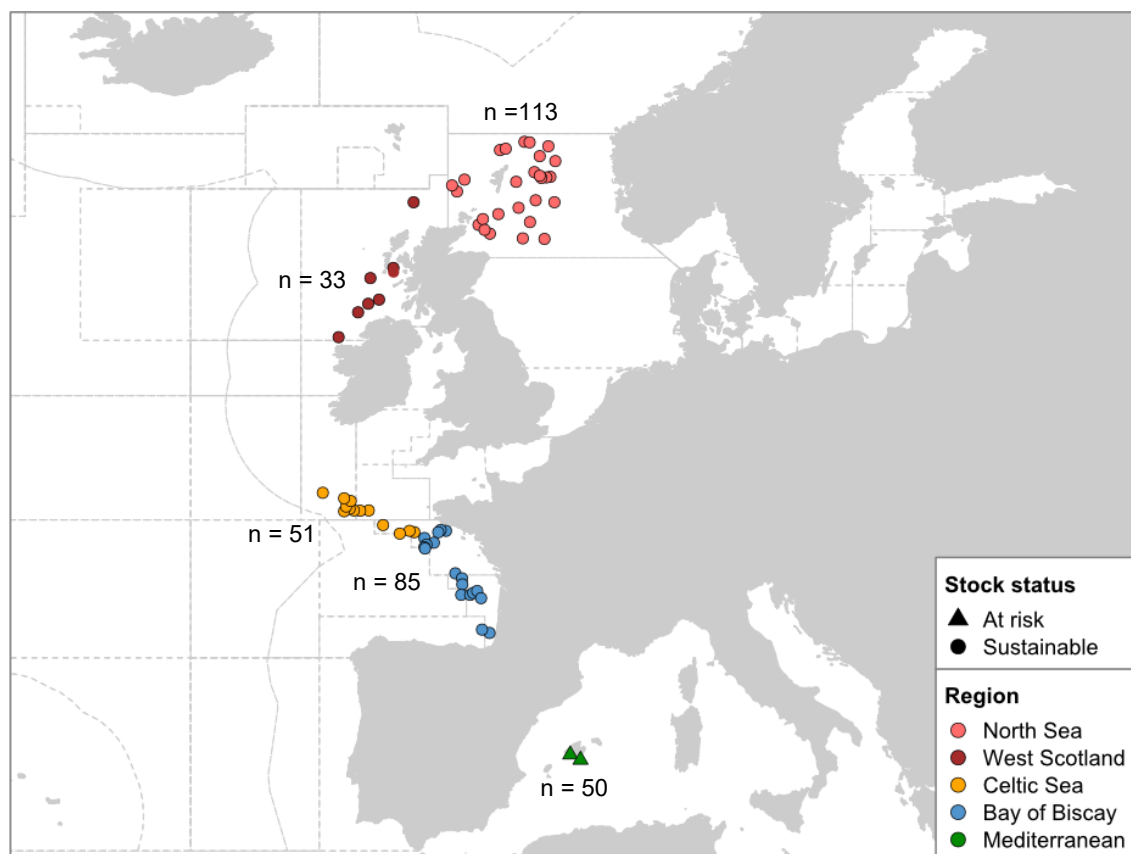 n =113
n = 33
n = 51
n = 85
n = 50
Stock status
At risk
Sustainable
Region
North Sea
West Scotland
Celtic Sea
Bay of Biscay
Mediterranean